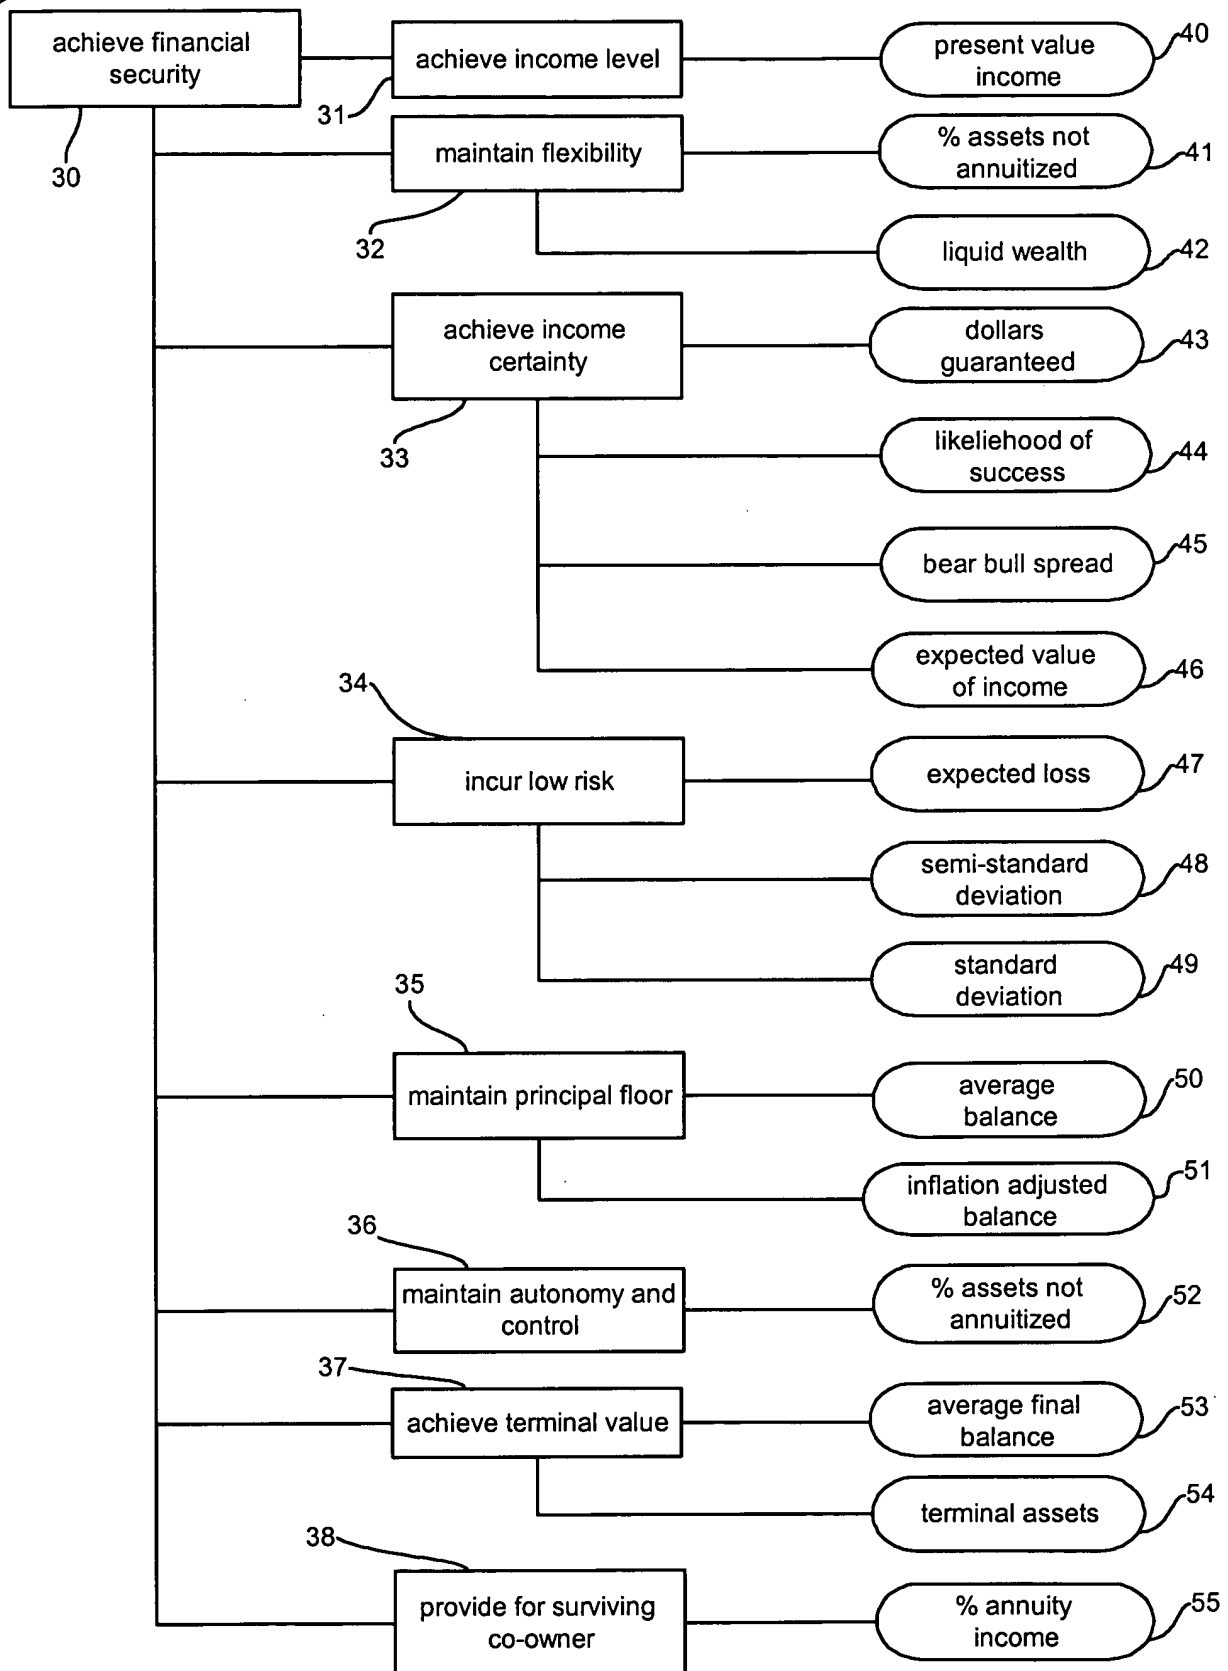 achieve financial
security
30
achieve income level
31
present value
income
40
maintain flexibility
32
% assets not
annuitized
41
liquid wealth
42
achieve income
certainty
33
dollars
guaranteed
43
likeliehood of
success
44
bear bull spread
45
expected value
of income
46
34
incur low risk
expected loss
47
semi-standard
deviation
48
standard
deviation
49
35
maintain principal floor
average
balance
50
inflation adjusted
balance
51
36
maintain autonomy and
control
% assets not
annuitized
52
37
achieve terminal value
average final
balance
53
terminal assets
54
38
provide for surviving
co-owner
% annuity
income
55